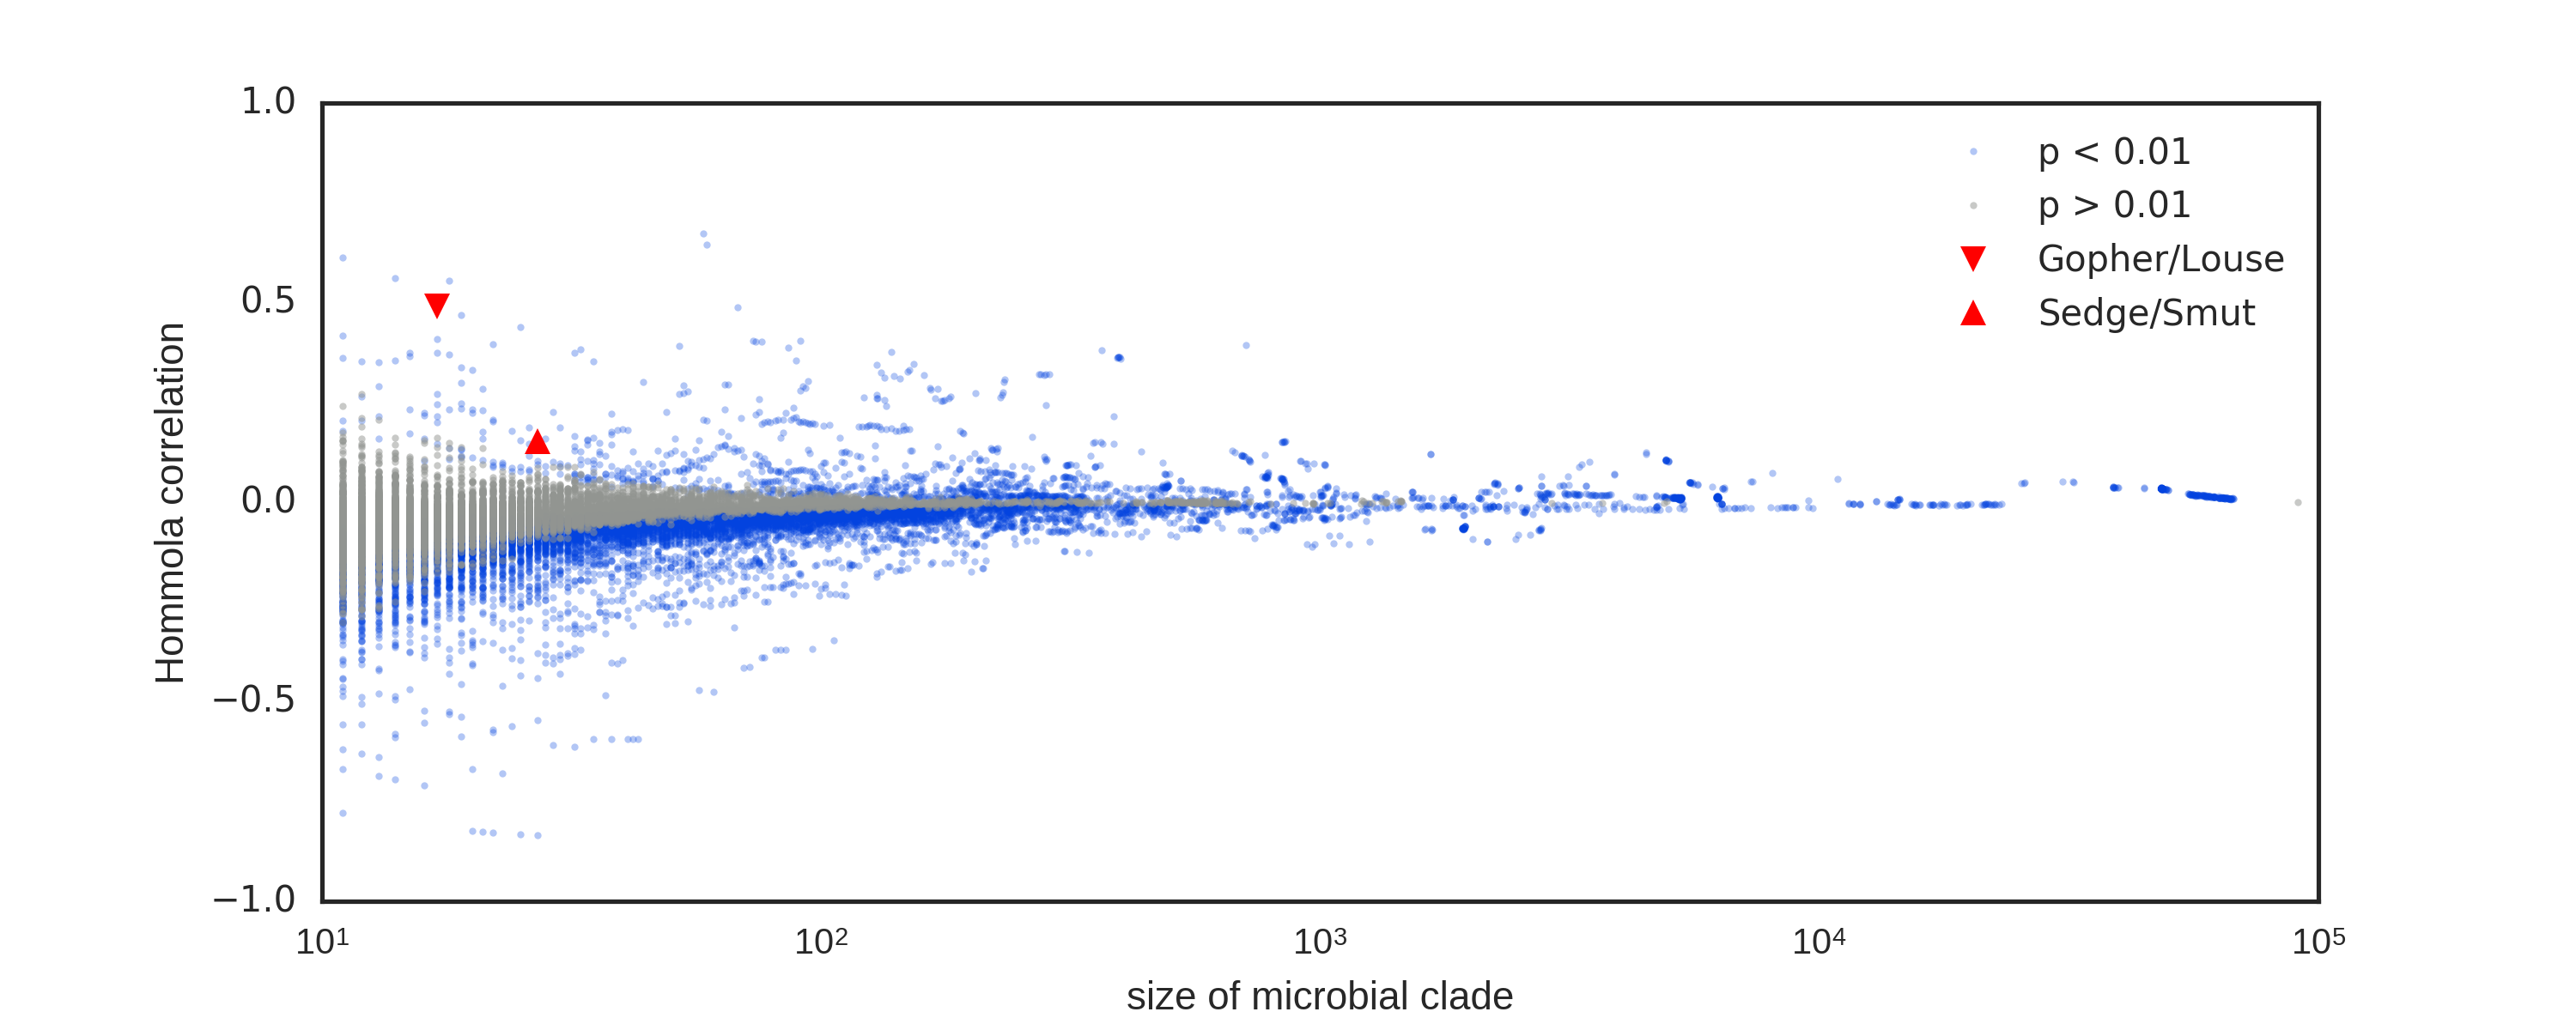 1.0
0.5
0.0
−0.5
−1.0
Hommola correlation
p < 0.01
p > 0.01
Gopher/Louse
Sedge/Smut
10¹
10²
10³
10⁴
10⁵
size of microbial clade